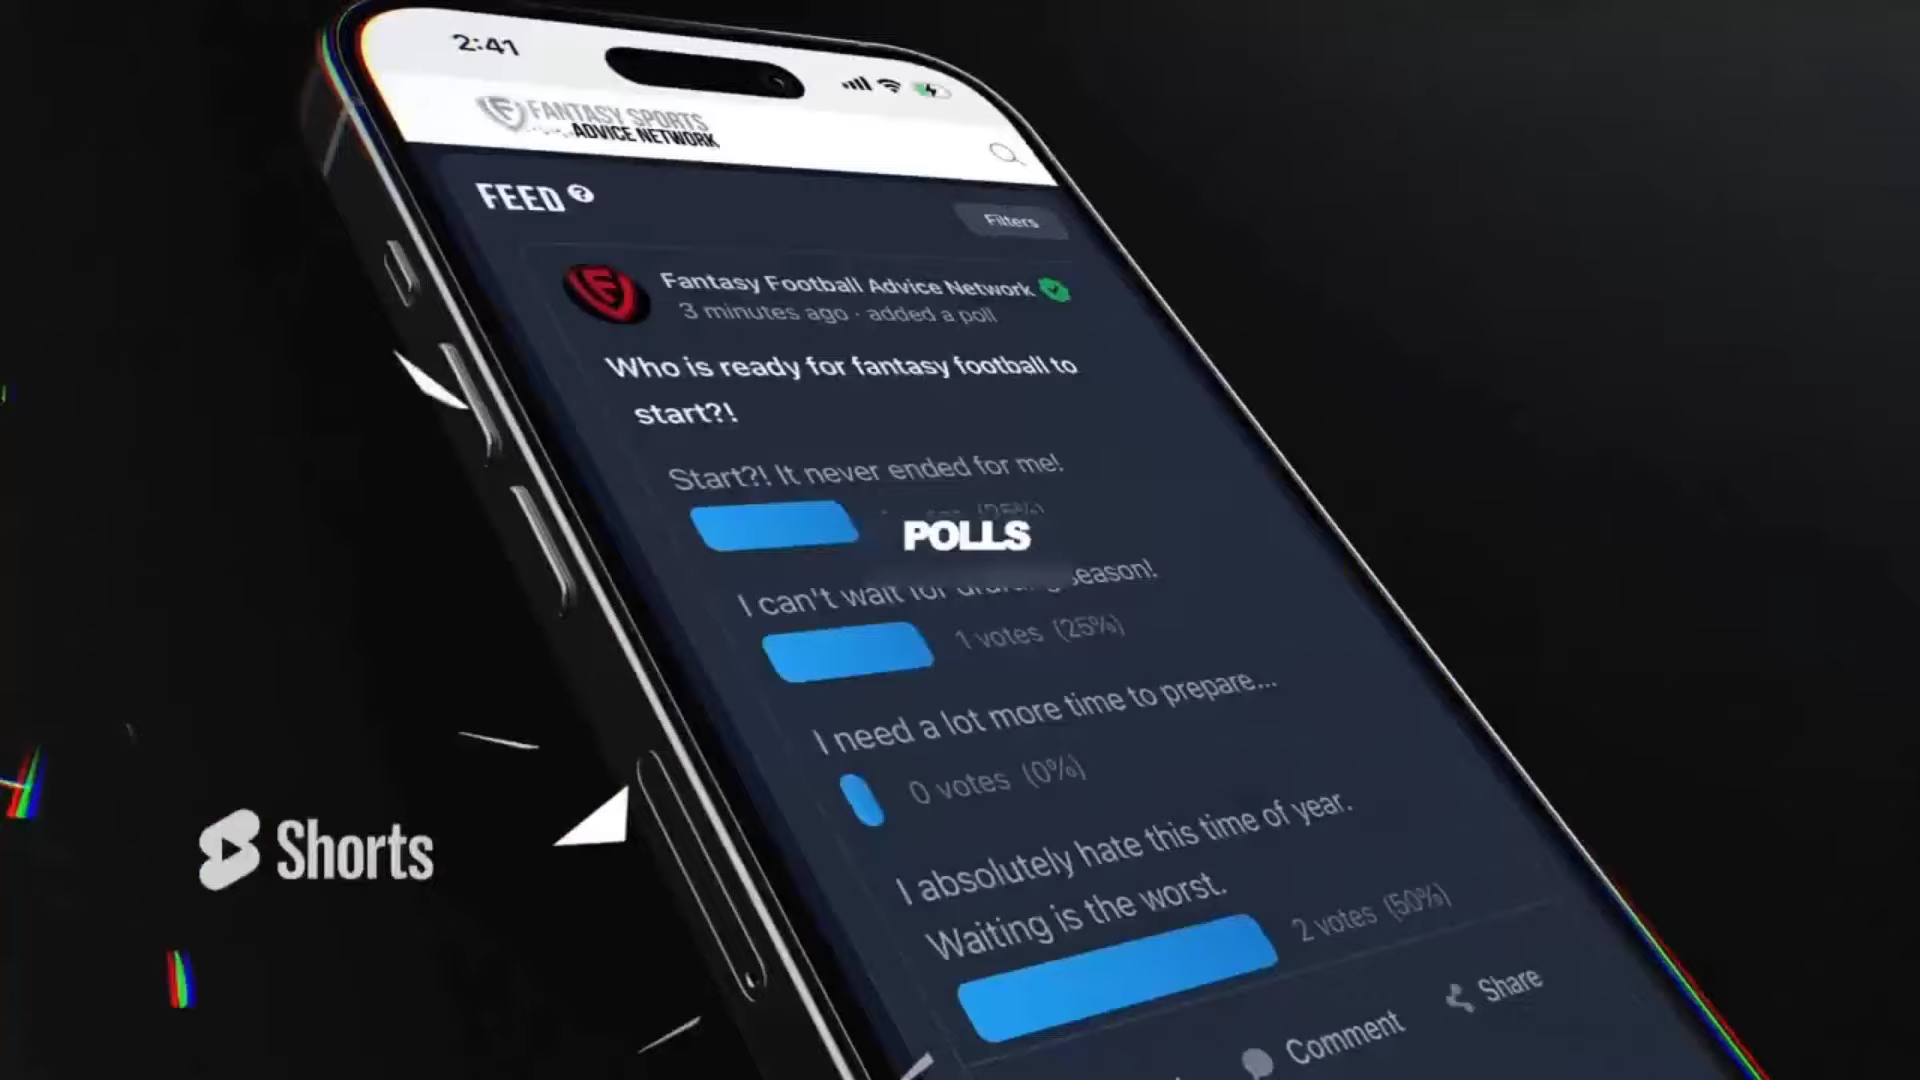 2:41
FANTASY SPORTS
ADVICE NETWORK
FEED
Filters
Fantasy Football Advice Network
3 minutes ago · added a poll
Who is ready for fantasy football to
start?!
Start?! It never ended for me!
(25%)
POLLS
I can't wait for season!
1 votes (25%)
I need a lot more time to prepare...
0 votes (0%)
I absolutely hate this time of year.
Waiting is the worst.
2 votes (50%)
Comment
Share
Shorts